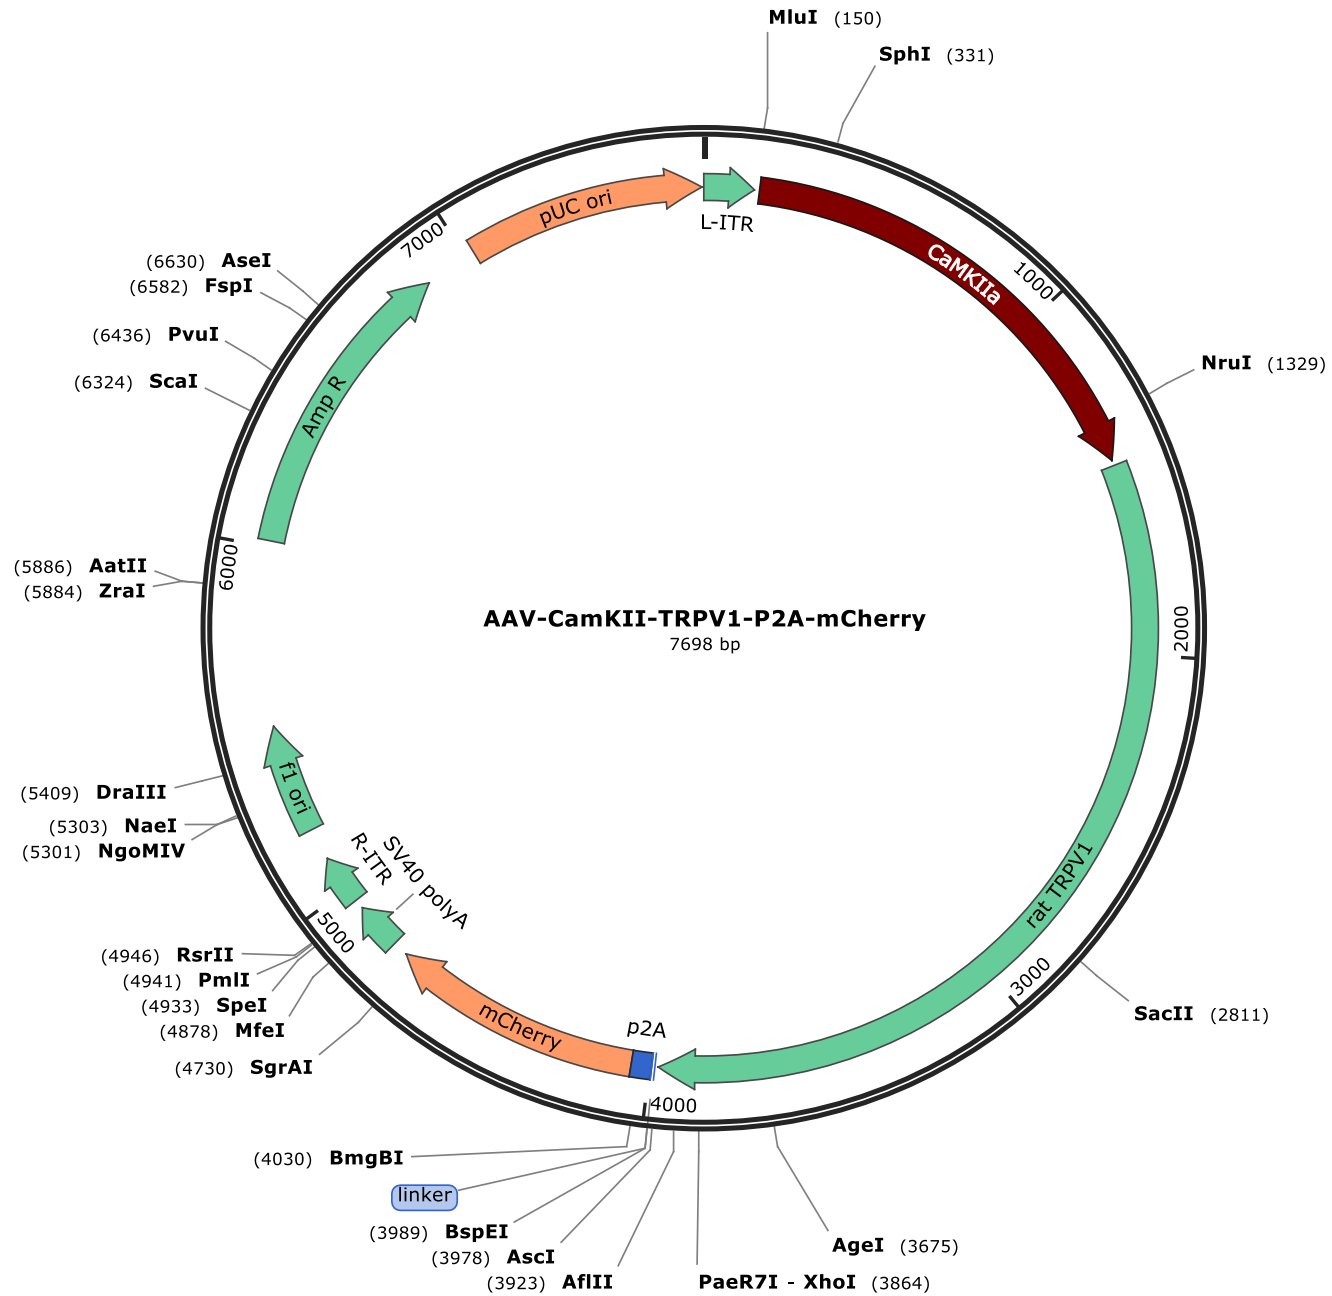 MluI (150)
SphI (331)
pUC ori
L-ITR
7000
CaMKIIa
1000
(6630) AseI
(6582) FspI
(6436) PvuI
(6324) ScaI
NruI (1329)
Amp R
(5886) AatII
(5884) ZraI
6000
AAV-CamKII-TRPV1-P2A-mCherry
7698 bp
2000
(5409) DraIII
(5303) NaeI
(5301) NgoMIV
f1 ori
R-ITR
SV40 polyA
rat TRPV1
5000
(4946) RsrII
(4941) PmlI
(4933) SpeI
(4878) MfeI
(4730) SgrAI
3000
SacII (2811)
mCherry
p2A
4000
(4030) BmgBI
linker
(3989) BspEI
(3978) AscI
(3923) AflII
AgeI (3675)
PaeR7I - XhoI (3864)